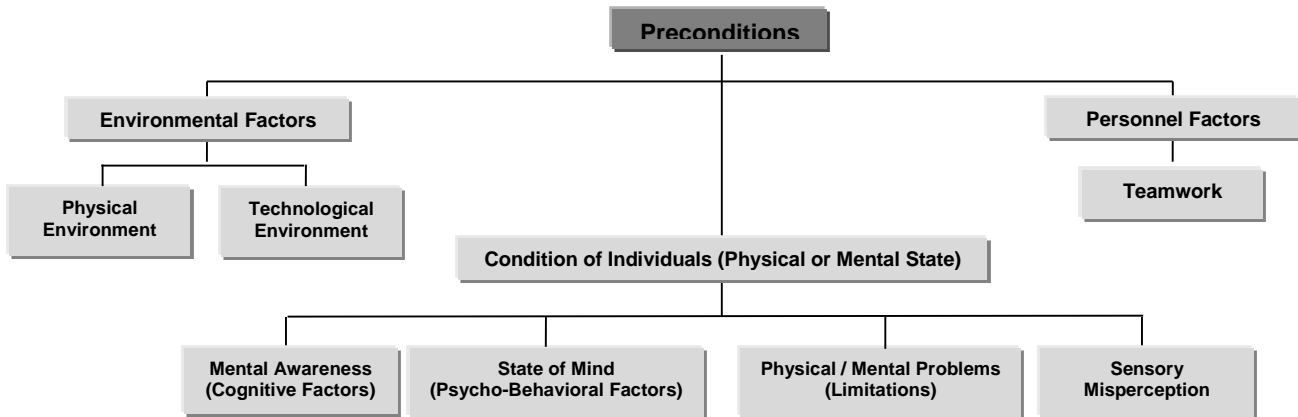 Preconditions
Environmental Factors
Personnel Factors
Physical
Environment
Technological
Environment
Teamwork
Condition of Individuals (Physical or Mental State)
Mental Awareness
(Cognitive Factors)
State of Mind
(Psycho-Behavioral Factors)
Physical / Mental Problems
(Limitations)
Sensory
Misperception